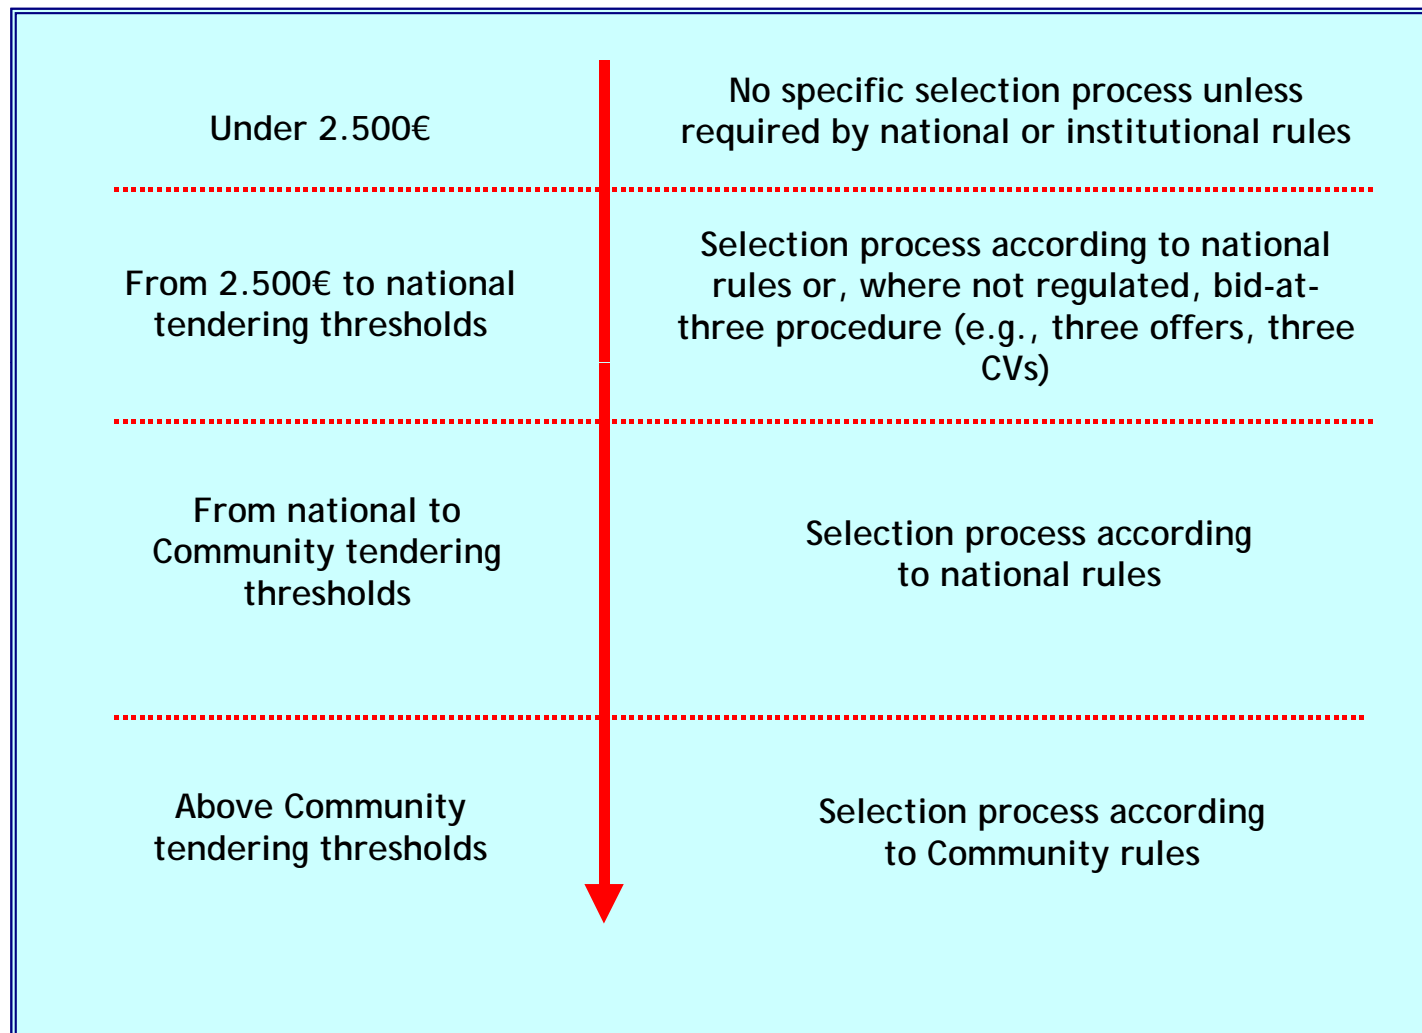 Under 2.500€
No specific selection process unless
required by national or institutional rules
From 2.500€ to national
tendering thresholds
Selection process according to national
rules or, where not regulated, bid-at-
three procedure (e.g., three offers, three
CVs)
From national to
Community tendering
thresholds
Selection process according
to national rules
Above Community
tendering thresholds
Selection process according
to Community rules